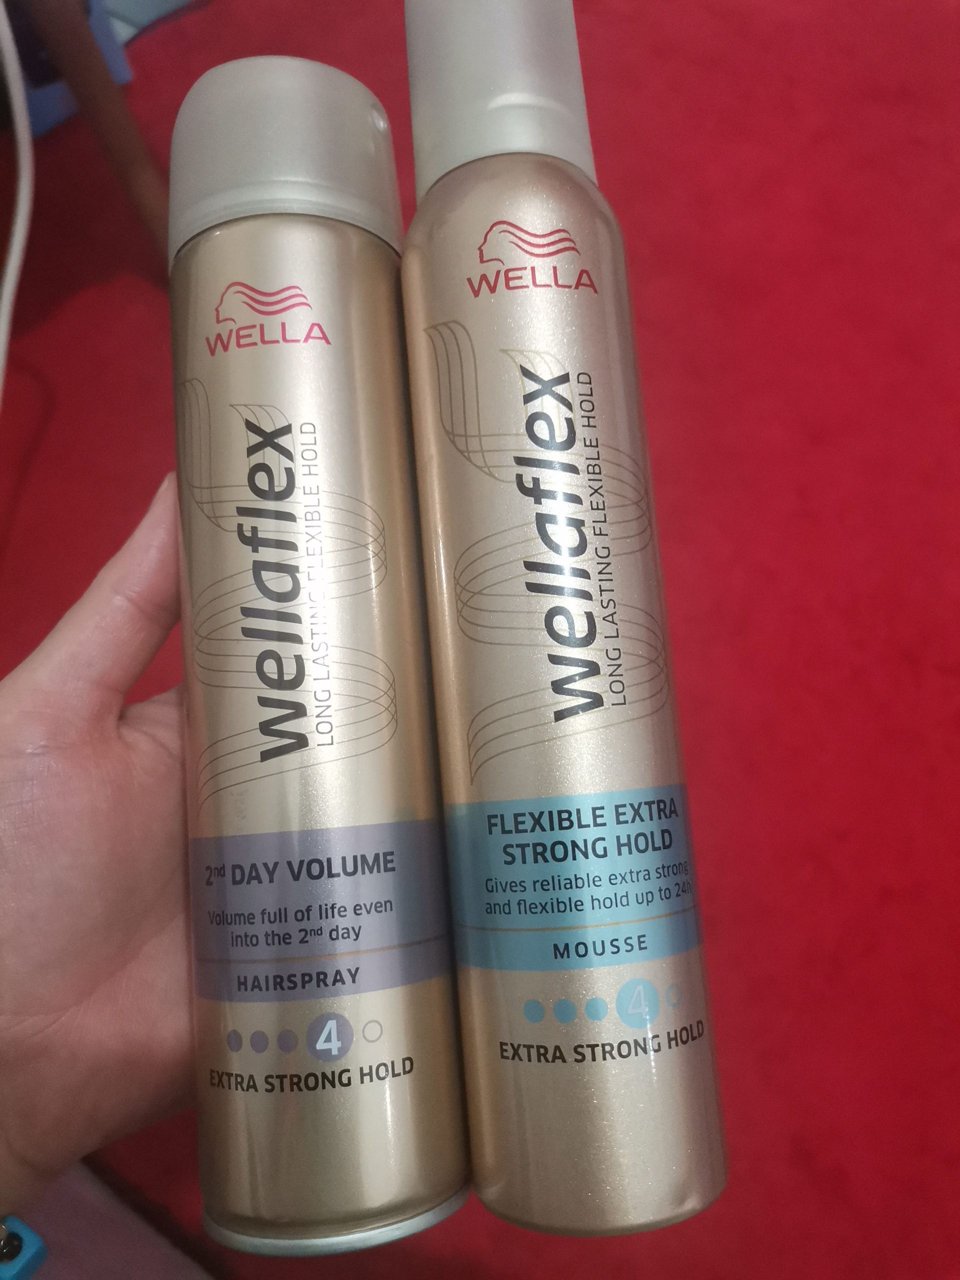 WELLA
wellaflex
LONG LASTING FLEXIBLE HOLD
2nd DAY VOLUME
Volume full of life even
into the 2nd day
HAIRSPRAY
4
EXTRA STRONG HOLD
WELLA
wellaflex
LONG LASTING FLEXIBLE HOLD
FLEXIBLE EXTRA
STRONG HOLD
Gives reliable extra strong
and flexible hold up to 24h
MOUSSE
4
EXTRA STRONG HOLD